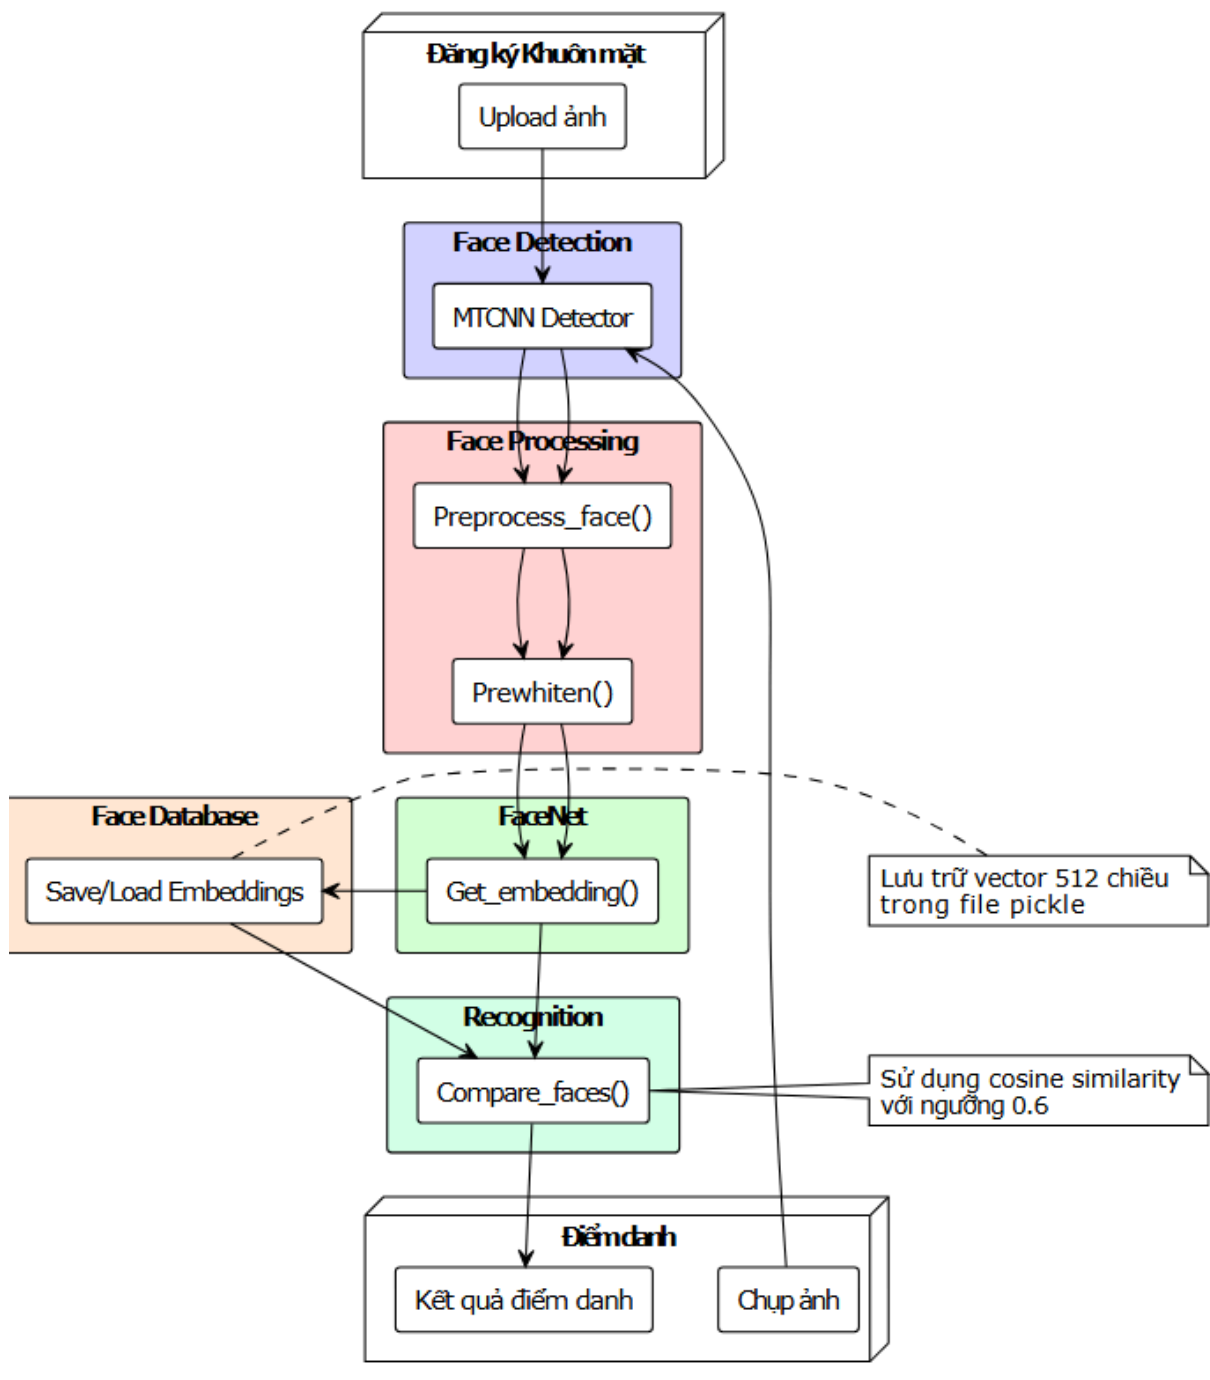 Đăng ký Khuôn mặt
Upload ảnh
Face Detection
MTCNN Detector
Face Processing
Preprocess_face()
Prewhiten()
Face Database
FaceNet
Save/Load Embeddings
Get_embedding()
Lưu trữ vector 512 chiều
trong file pickle
Recognition
Compare_faces()
Sử dụng cosine similarity
với ngưỡng 0.6
Điểm danh
Kết quả điểm danh
Chụp ảnh